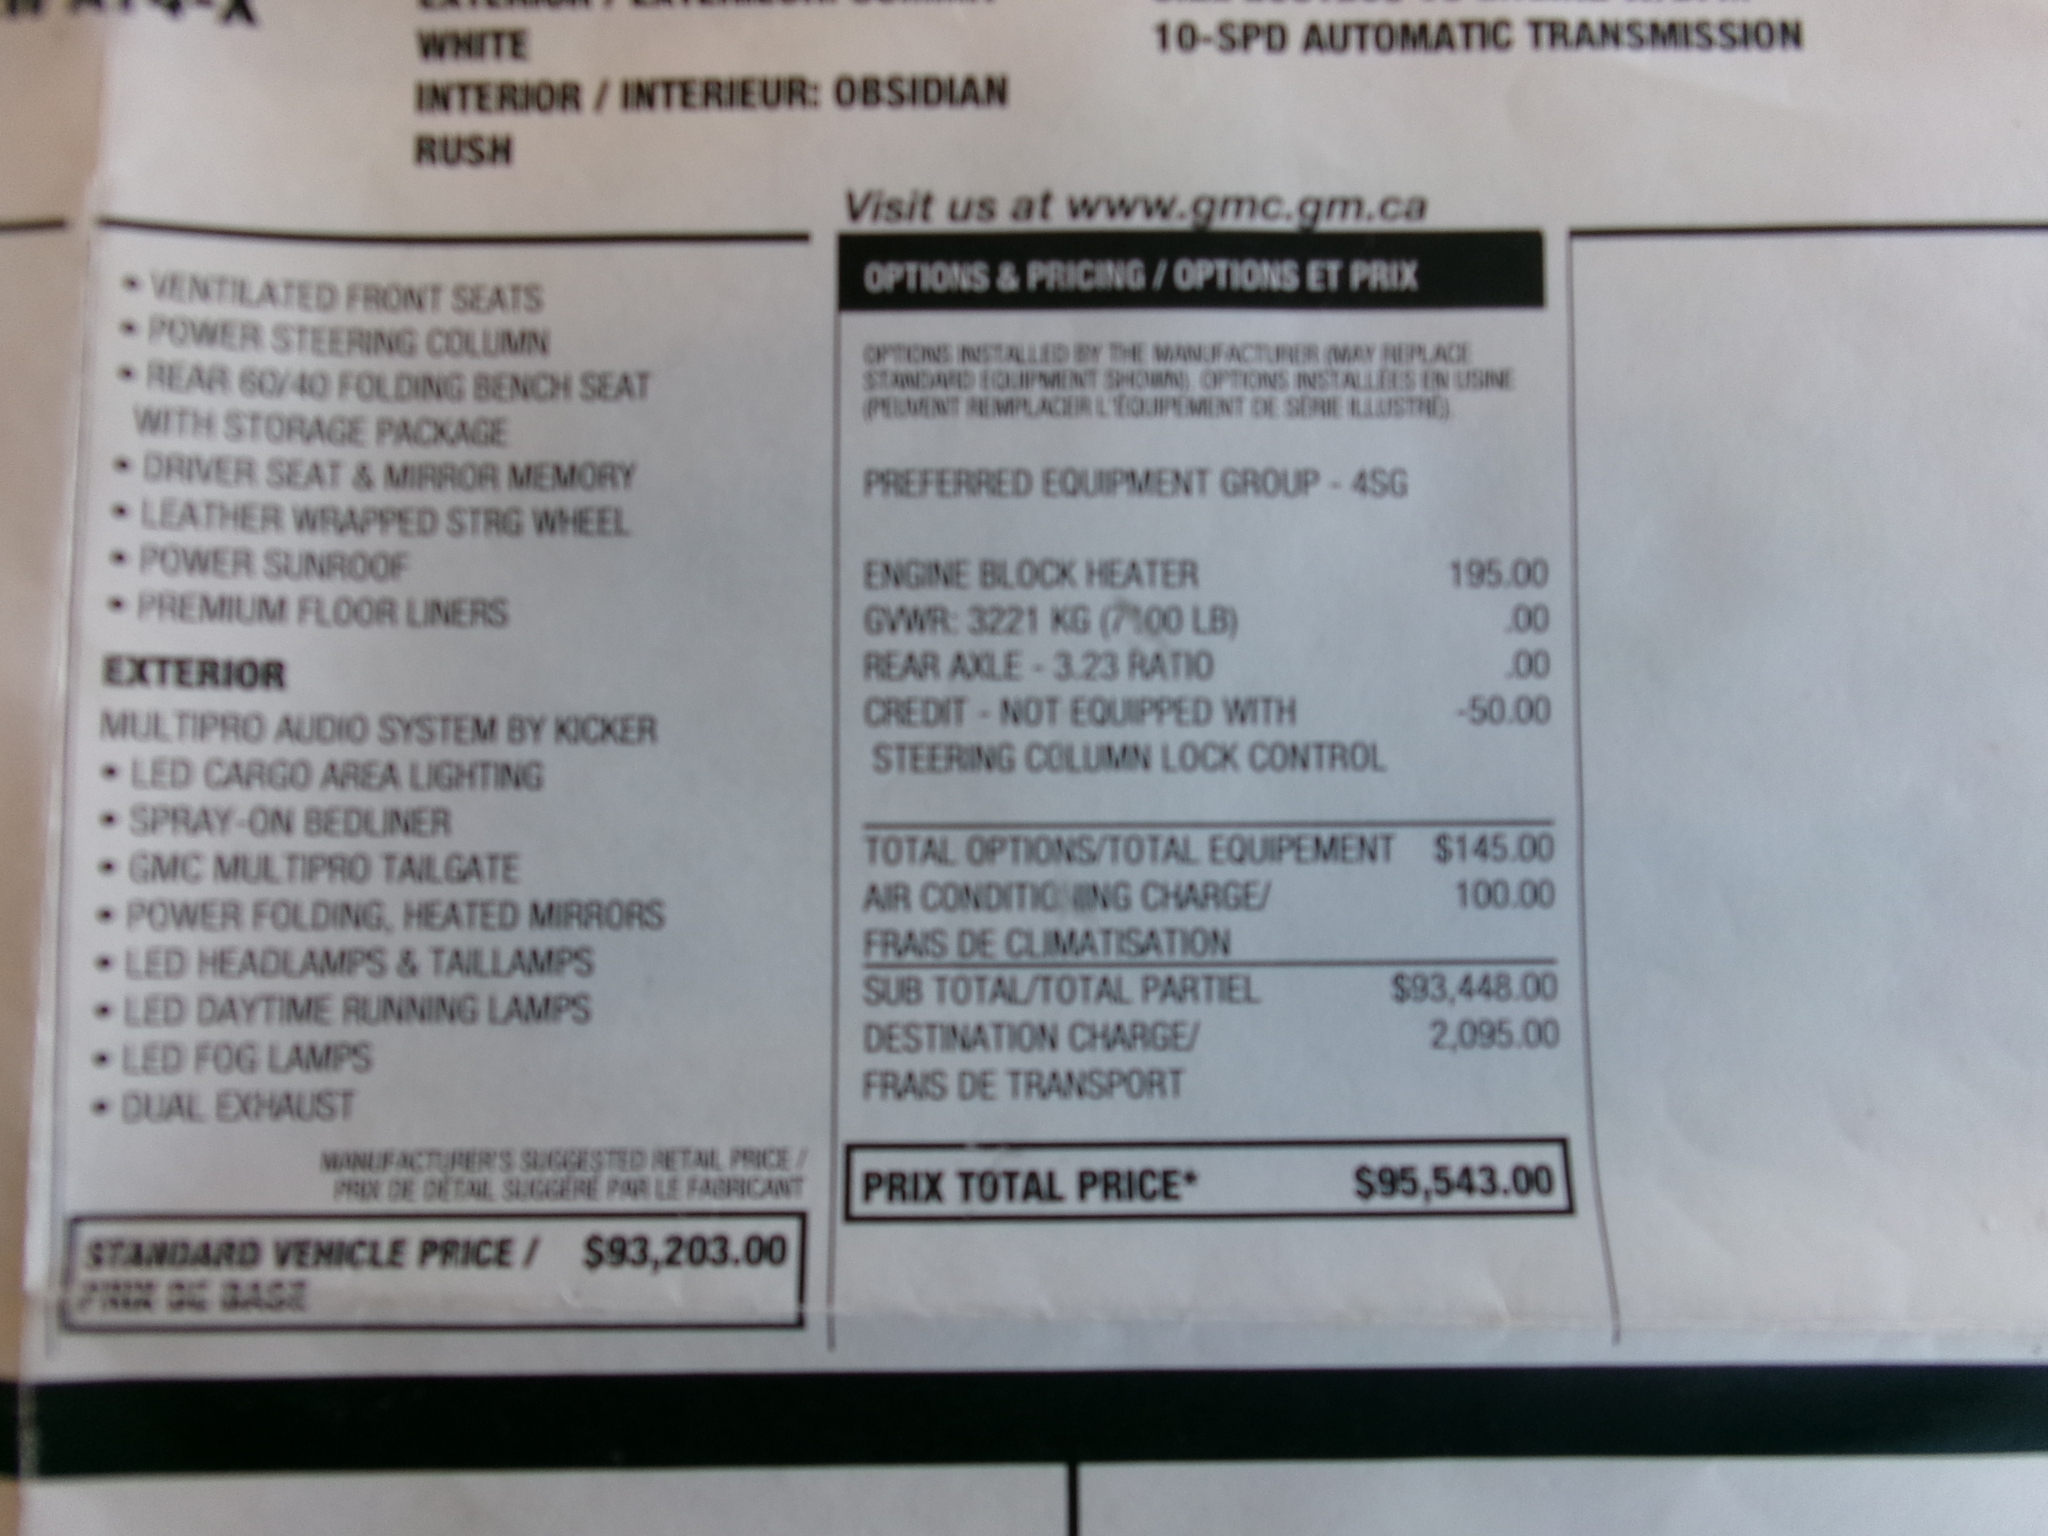 AT4-X
WHITE
10-SPD AUTOMATIC TRANSMISSION
INTERIOR / INTERIEUR: OBSIDIAN
RUSH
Visit us at www.gmc.gm.ca
• VENTILATED FRONT SEATS
• POWER STEERING COLUMN
• REAR 60/40 FOLDING BENCH SEAT
WITH STORAGE PACKAGE
• DRIVER SEAT & MIRROR MEMORY
• LEATHER WRAPPED STRG WHEEL
• POWER SUNROOF
• PREMIUM FLOOR LINERS
EXTERIOR
MULTIPRO AUDIO SYSTEM BY KICKER
• LED CARGO AREA LIGHTING
• SPRAY-ON BEDLINER
• GMC MULTIPRO TAILGATE
• POWER FOLDING, HEATED MIRRORS
• LED HEADLAMPS & TAILLAMPS
• LED DAYTIME RUNNING LAMPS
• LED FOG LAMPS
• DUAL EXHAUST
MANUFACTURER'S SUGGESTED RETAIL PRICE /
PRIX DE DÉTAIL SUGGÉRÉ PAR LE FABRICANT
STANDARD VEHICLE PRICE / $93,203.00
PRIX DE BASE
OPTIONS & PRICING / OPTIONS ET PRIX
OPTIONS INSTALLED BY THE MANUFACTURER (MAY REPLACE
STANDARD EQUIPMENT SHOWN). OPTIONS INSTALLÉES EN USINE
(PEUVENT REMPLACER L'ÉQUIPEMENT DE SÉRIE ILLUSTRÉ).
PREFERRED EQUIPMENT GROUP - 4SG
ENGINE BLOCK HEATER 195.00
GVWR: 3221 KG (7100 LB) .00
REAR AXLE - 3.23 RATIO .00
CREDIT - NOT EQUIPPED WITH -50.00
STEERING COLUMN LOCK CONTROL
TOTAL OPTIONS/TOTAL EQUIPEMENT $145.00
AIR CONDITIONING CHARGE/ 100.00
FRAIS DE CLIMATISATION
SUB TOTAL/TOTAL PARTIEL $93,448.00
DESTINATION CHARGE/ 2,095.00
FRAIS DE TRANSPORT
PRIX TOTAL PRICE* $95,543.00